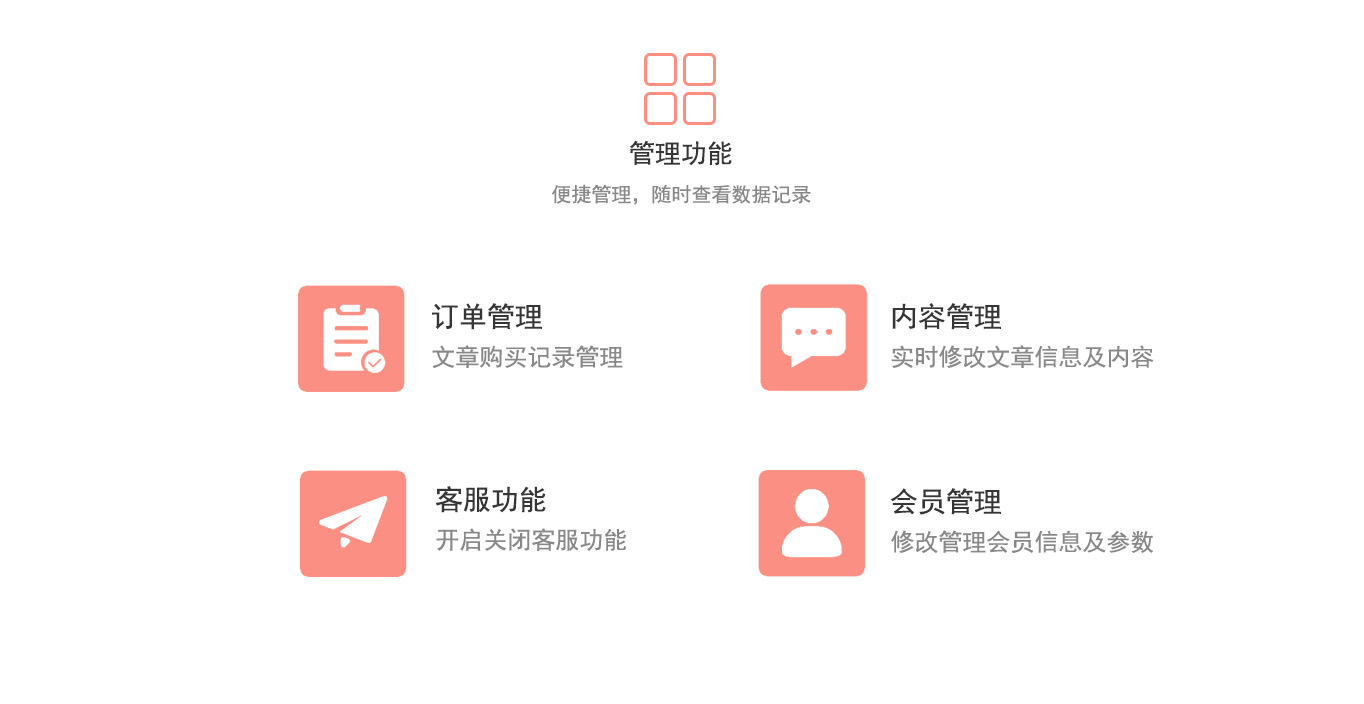 管理功能
便捷管理，随时查看数据记录
订单管理
文章购买记录管理
内容管理
实时修改文章信息及内容
客服功能
开启关闭客服功能
会员管理
修改管理会员信息及参数